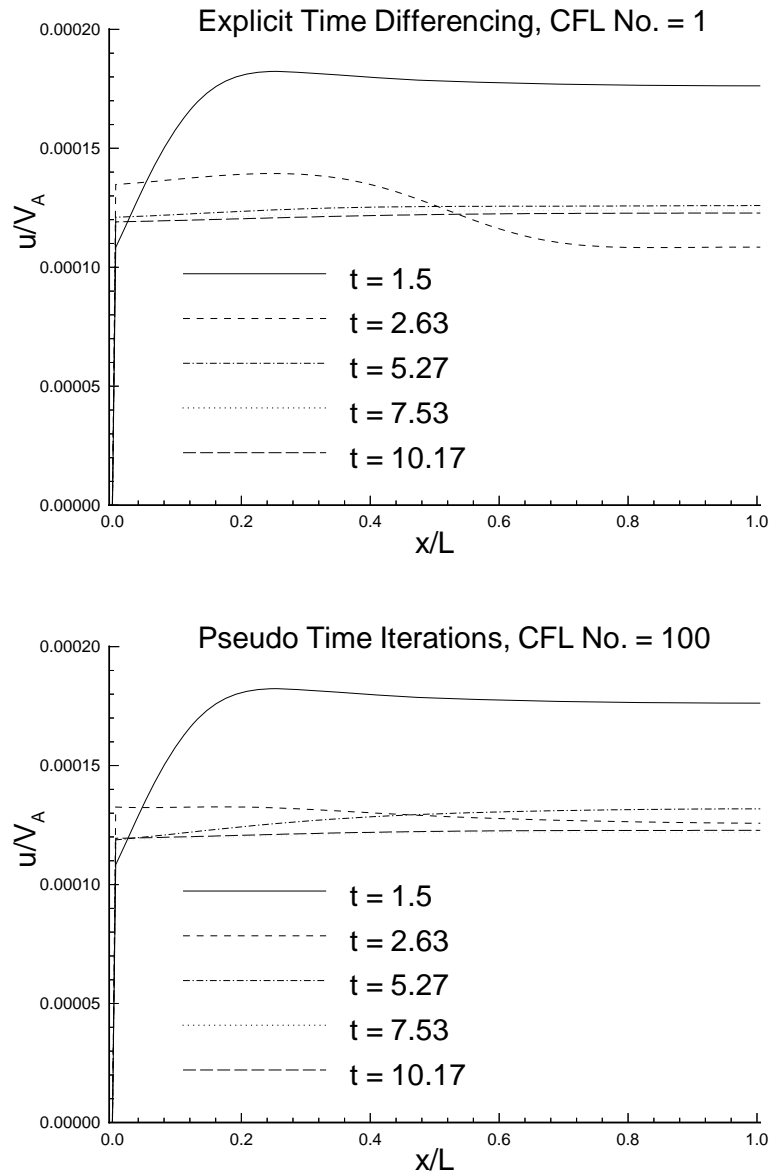 Explicit Time Differencing, CFL No. = 1
0.00020
0.00015
0.00010
0.00005
0.00000
u/V_A
t = 1.5
t = 2.63
t = 5.27
t = 7.53
t = 10.17
0.0 0.2 0.4 0.6 0.8 1.0
x/L
Pseudo Time Iterations, CFL No. = 100
0.00020
0.00015
0.00010
0.00005
0.00000
u/V_A
t = 1.5
t = 2.63
t = 5.27
t = 7.53
t = 10.17
0.0 0.2 0.4 0.6 0.8 1.0
x/L